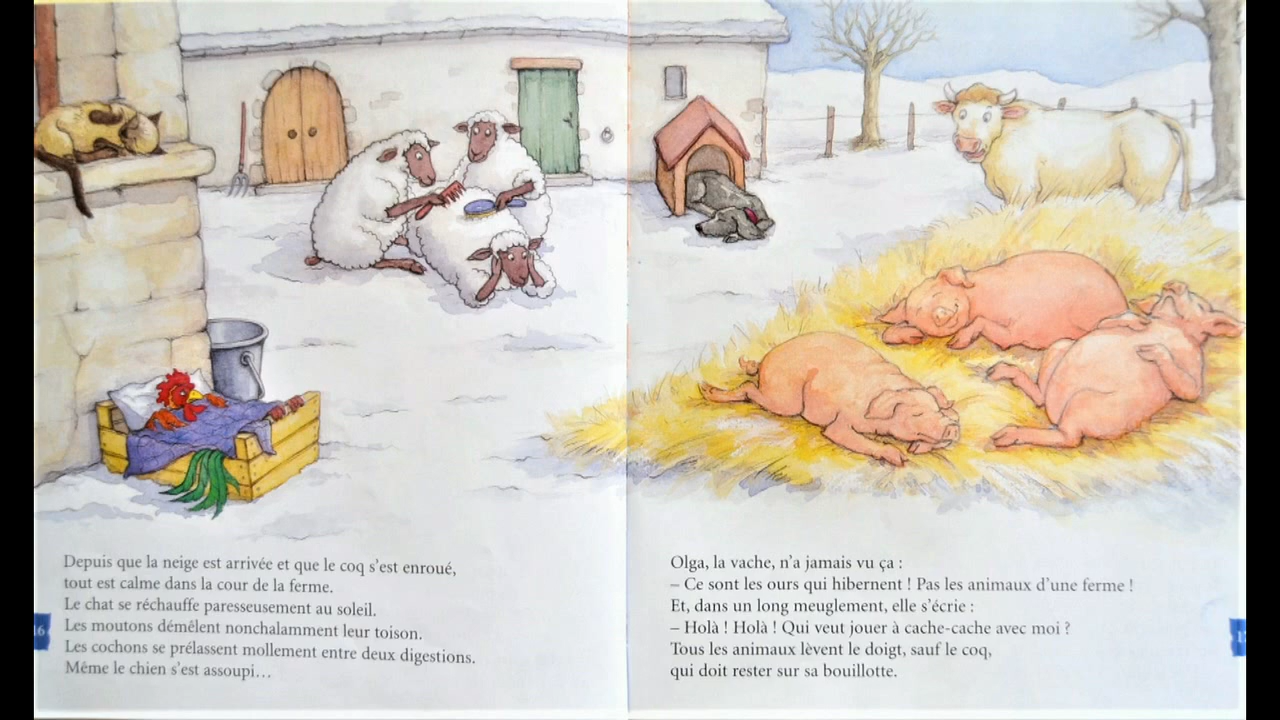 Depuis que la neige est arrivée et que le coq s'est enroué,
tout est calme dans la cour de la ferme.
Le chat se réchauffe paresseusement au soleil.
Les moutons démêlent nonchalamment leur toison.
Les cochons se prélassent mollement entre deux digestions.
Même le chien s'est assoupi…
16
Olga, la vache, n'a jamais vu ça :
– Ce sont les ours qui hibernent ! Pas les animaux d'une ferme !
Et, dans un long meuglement, elle s'écrie :
– Holà ! Holà ! Qui veut jouer à cache-cache avec moi ?
Tous les animaux lèvent le doigt, sauf le coq,
qui doit rester sur sa bouillotte.